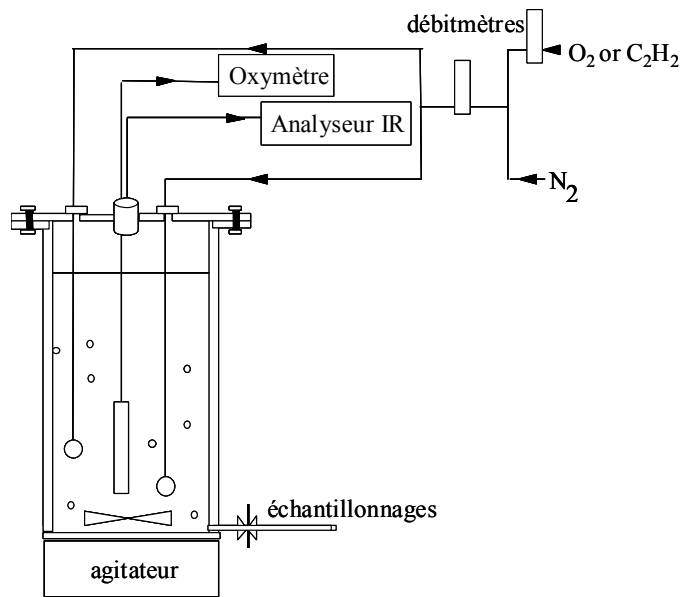 débitmètres
O₂ or C₂H₂
Oxymètre
Analyseur IR
N₂
échantillonnages
agitateur